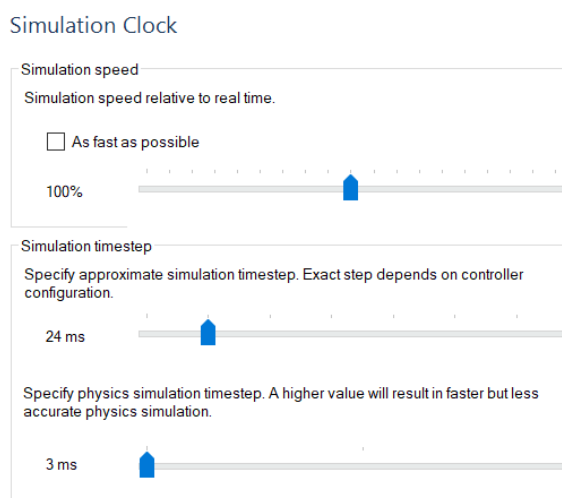 Simulation Clock
Simulation speed
Simulation speed relative to real time.
As fast as possible
100%
Simulation timestep
Specify approximate simulation timestep. Exact step depends on controller
configuration.
24 ms
Specify physics simulation timestep. A higher value will result in faster but less
accurate physics simulation.
3 ms